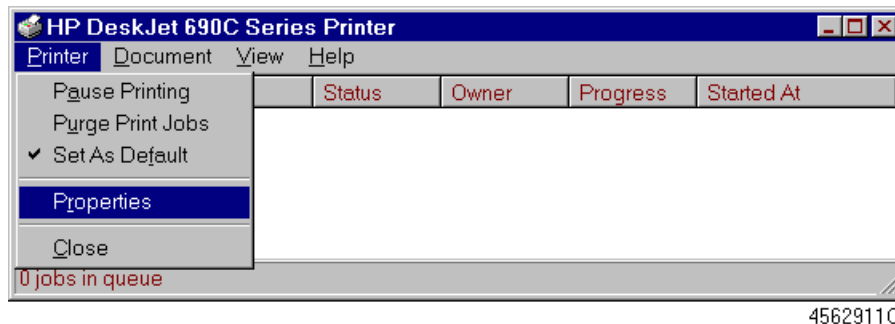 HP DeskJet 690C Series Printer
Printer Document View Help
Status Owner Progress Started At
Pause Printing
Purge Print Jobs
Set As Default
Properties
Close
0 jobs in queue
4562911C